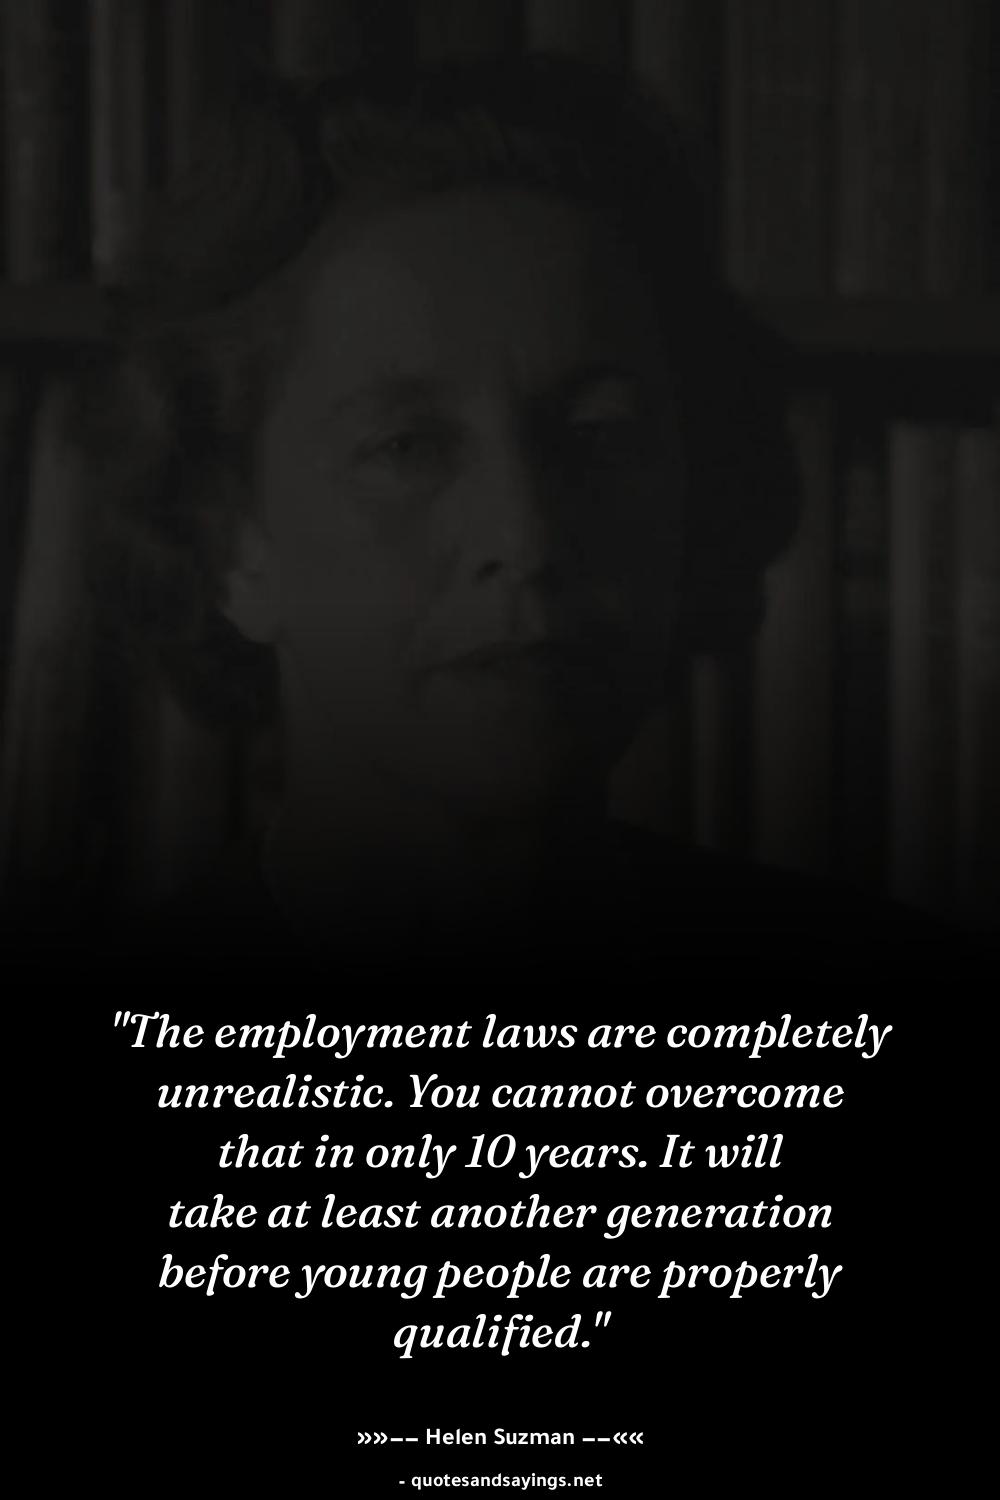 "The employment laws are completely
unrealistic. You cannot overcome
that in only 10 years. It will
take at least another generation
before young people are properly
qualified."
»»−− Helen Suzman −−««
- quotesandsayings.net